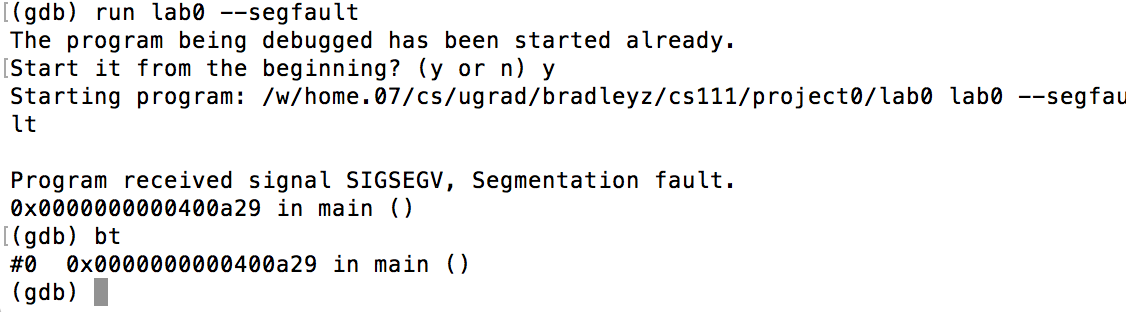 [(gdb) run lab0 --segfault
The program being debugged has been started already.
[Start it from the beginning? (y or n) y
Starting program: /w/home.07/cs/ugrad/bradleyz/cs111/project0/lab0 lab0 --segfau
lt
Program received signal SIGSEGV, Segmentation fault.
0x0000000000400a29 in main ()
[(gdb) bt
#0  0x0000000000400a29 in main ()
(gdb)